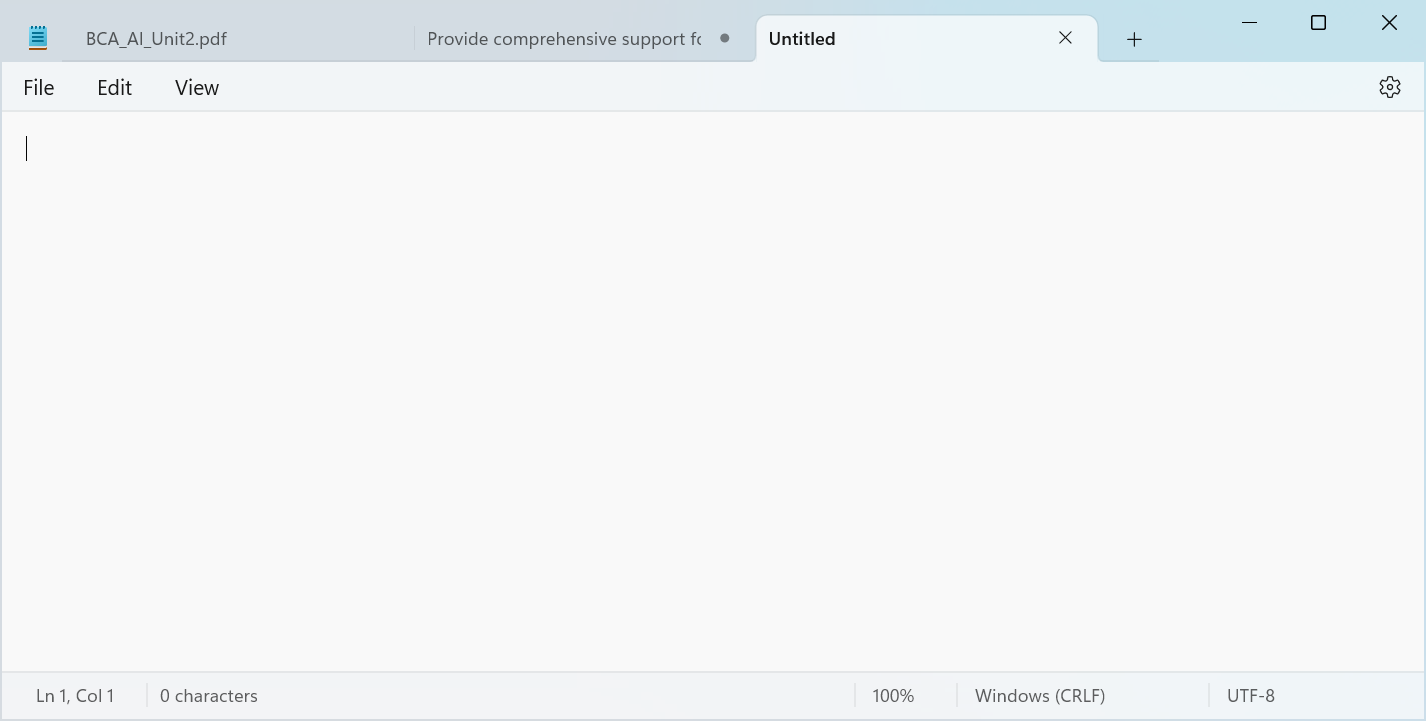 BCA_AI_Unit2.pdf Provide comprehensive support Untitled
File Edit View
Ln 1, Col 1 0 characters 100% Windows (CRLF) UTF-8